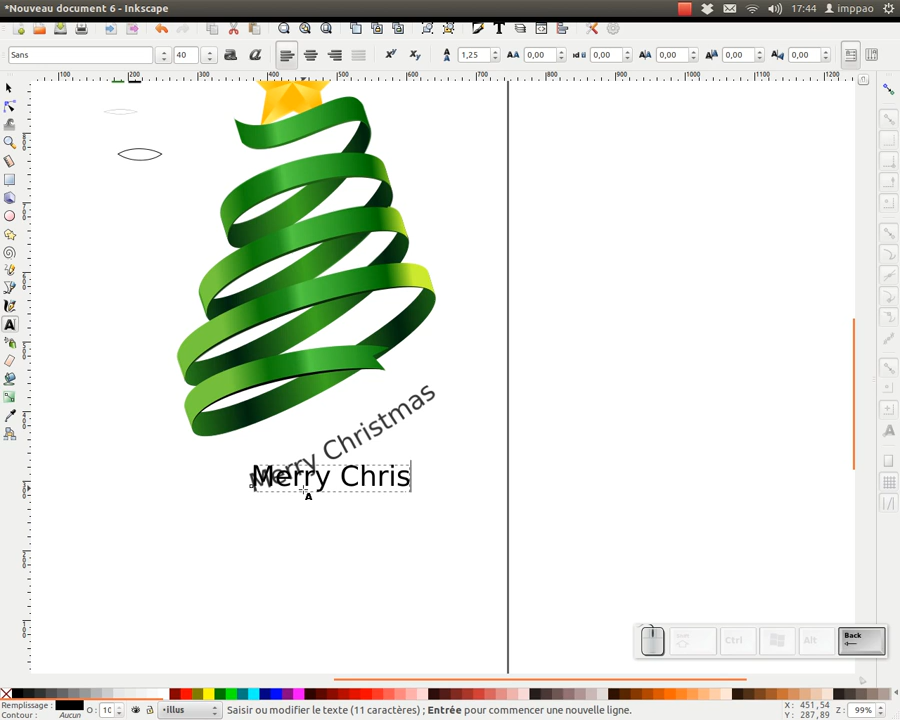 *Nouveau document 6 - Inkscape
17:44
imppao
Sans
40
1,25
0,00
0,00
0,00
0,00
0,00
100
200
300
400
500
600
700
800
900
1000
1100
1200
Merry Christmas
Merry Chris
A
Ctrl
Alt
Back
Remplissage :
Contour : Aucun
O :
10
•Illus
Saisir ou modifier le texte (11 caractères) ; Entrée pour commencer une nouvelle ligne.
X : 451,54
Y : 287,89
Z : 99%